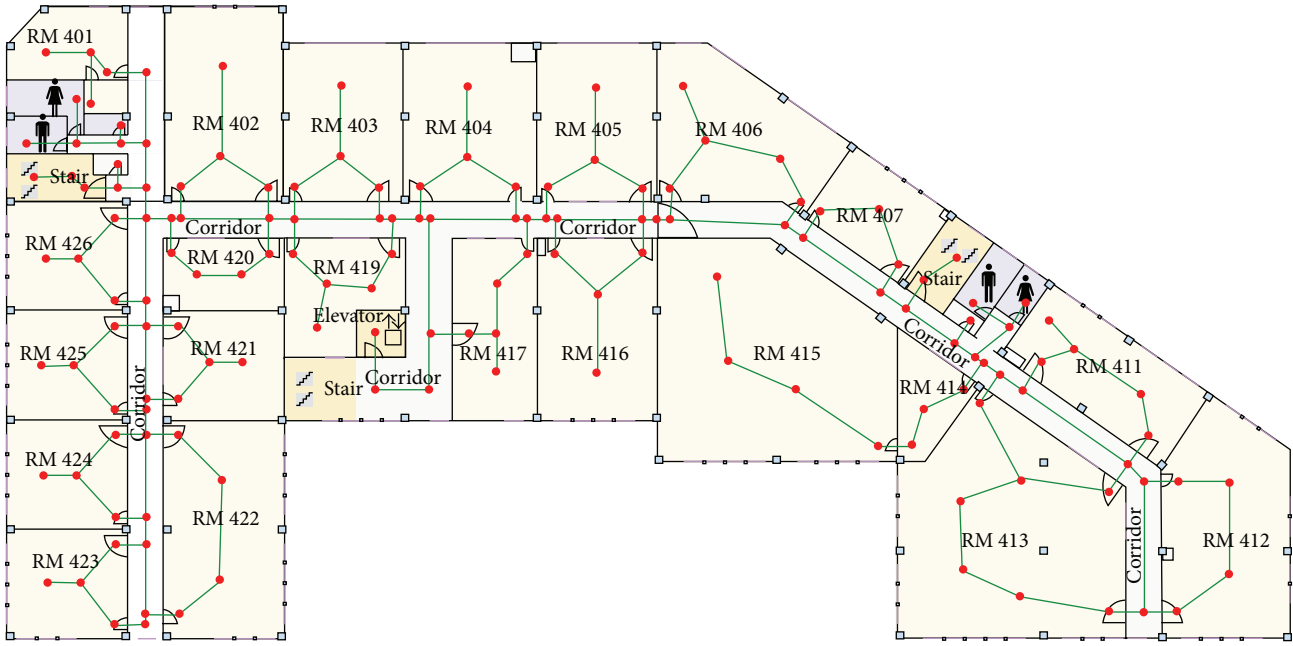 RM 401
RM 402
RM 403
RM 404
RM 405
RM 406
Stair
RM 407
Corridor
Corridor
RM 426
RM 420
RM 419
Stair
Elevator
Corridor
RM 425
RM 421
RM 417
RM 416
RM 415
RM 411
Stair
Corridor
RM 414
Corridor
RM 424
RM 422
RM 413
RM 412
Corridor
RM 423